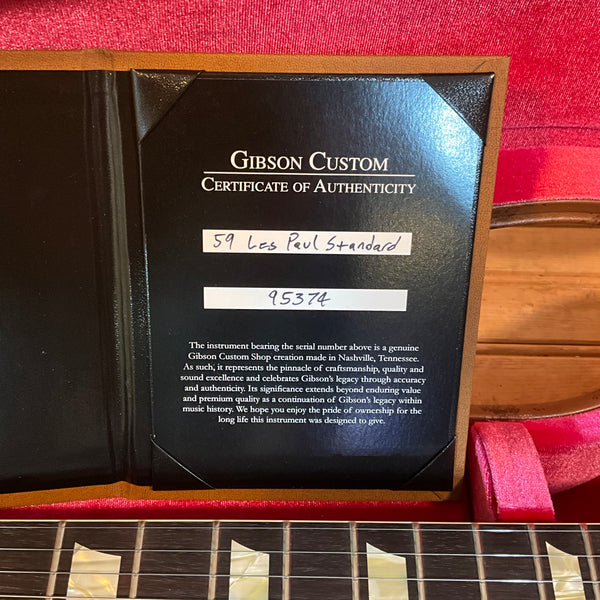 GIBSON CUSTOM
CERTIFICATE OF AUTHENTICITY
59 Les Paul Standard
95374
The instrument bearing the serial number above is a genuine
Gibson Custom Shop creation made in Nashville, Tennessee.
As such, it represents the pinnacle of craftsmanship, quality and
sound excellence and celebrates Gibson's legacy through accuracy
and authenticity. Its significance extends beyond enduring value
and premium quality as a continuation of Gibson's legacy within
music history. We hope you enjoy the pride of ownership for the
long life this instrument was designed to give.